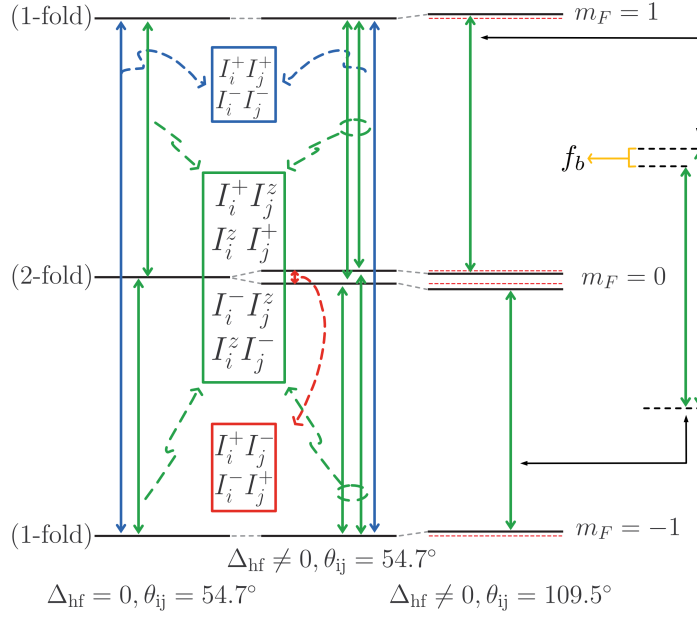 (1-fold)
m_F = 1
I_i^+ I_j^+
I_i^- I_j^-
f_b
I_i^+ I_j^z
I_i^z I_j^+
(2-fold)
m_F = 0
I_i^- I_j^z
I_i^z I_j^-
I_i^+ I_j^-
I_i^- I_j^+
(1-fold)
m_F = −1
Δ_hf ≠ 0, θ_ij = 54.7°
Δ_hf = 0, θ_ij = 54.7°
Δ_hf ≠ 0, θ_ij = 109.5°